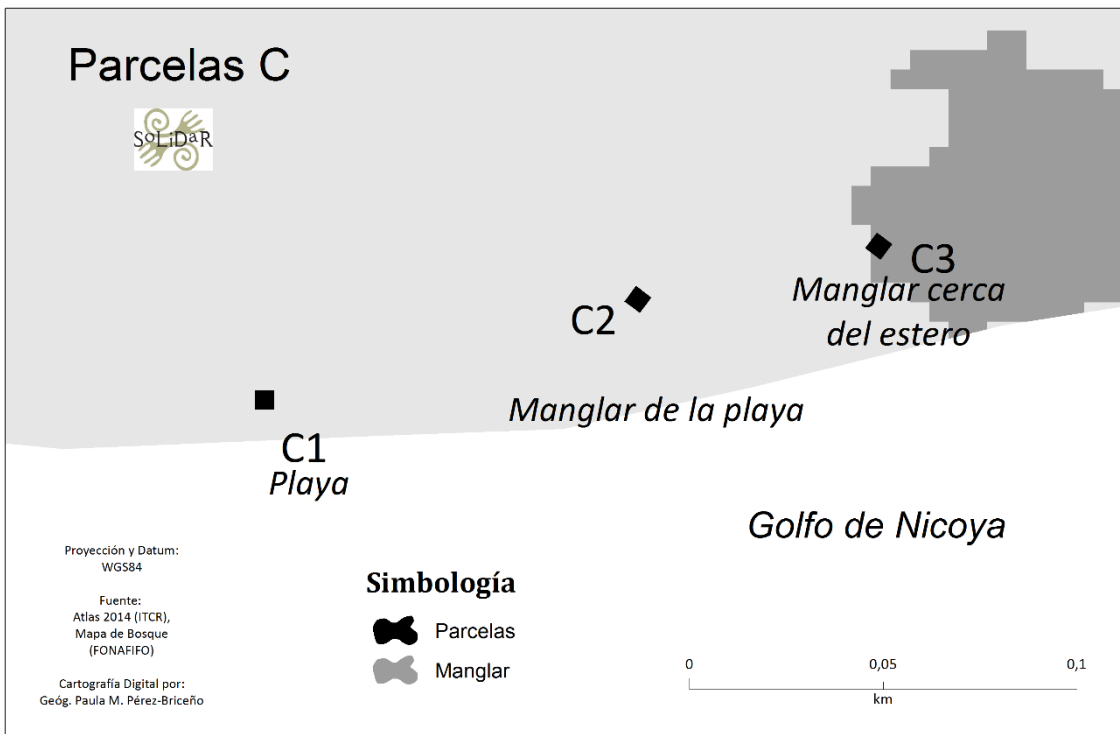 Parcelas C
SoLiDaR
C3
Manglar cerca
del estero
C2
Manglar de la playa
C1
Playa
Golfo de Nicoya
Proyección y Datum:
WGS84
Fuente:
Atlas 2014 (ITCR),
Mapa de Bosque
(FONAFIFO)
Cartografía Digital por:
Geóg. Paula M. Pérez-Briceño
Simbología
Parcelas
Manglar
0 0,05 0,1
km